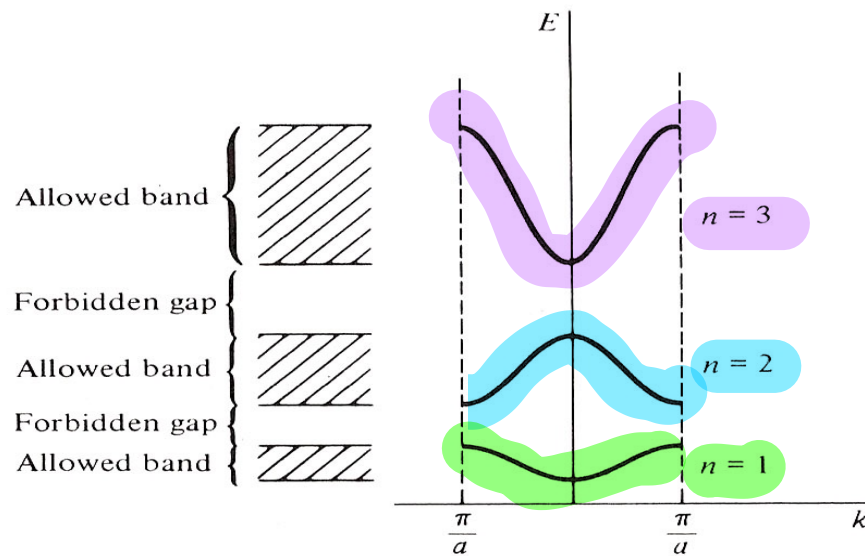 E
Allowed band
n = 3
Forbidden gap
Allowed band
n = 2
Forbidden gap
Allowed band
n = 1
π/a
π/a
k